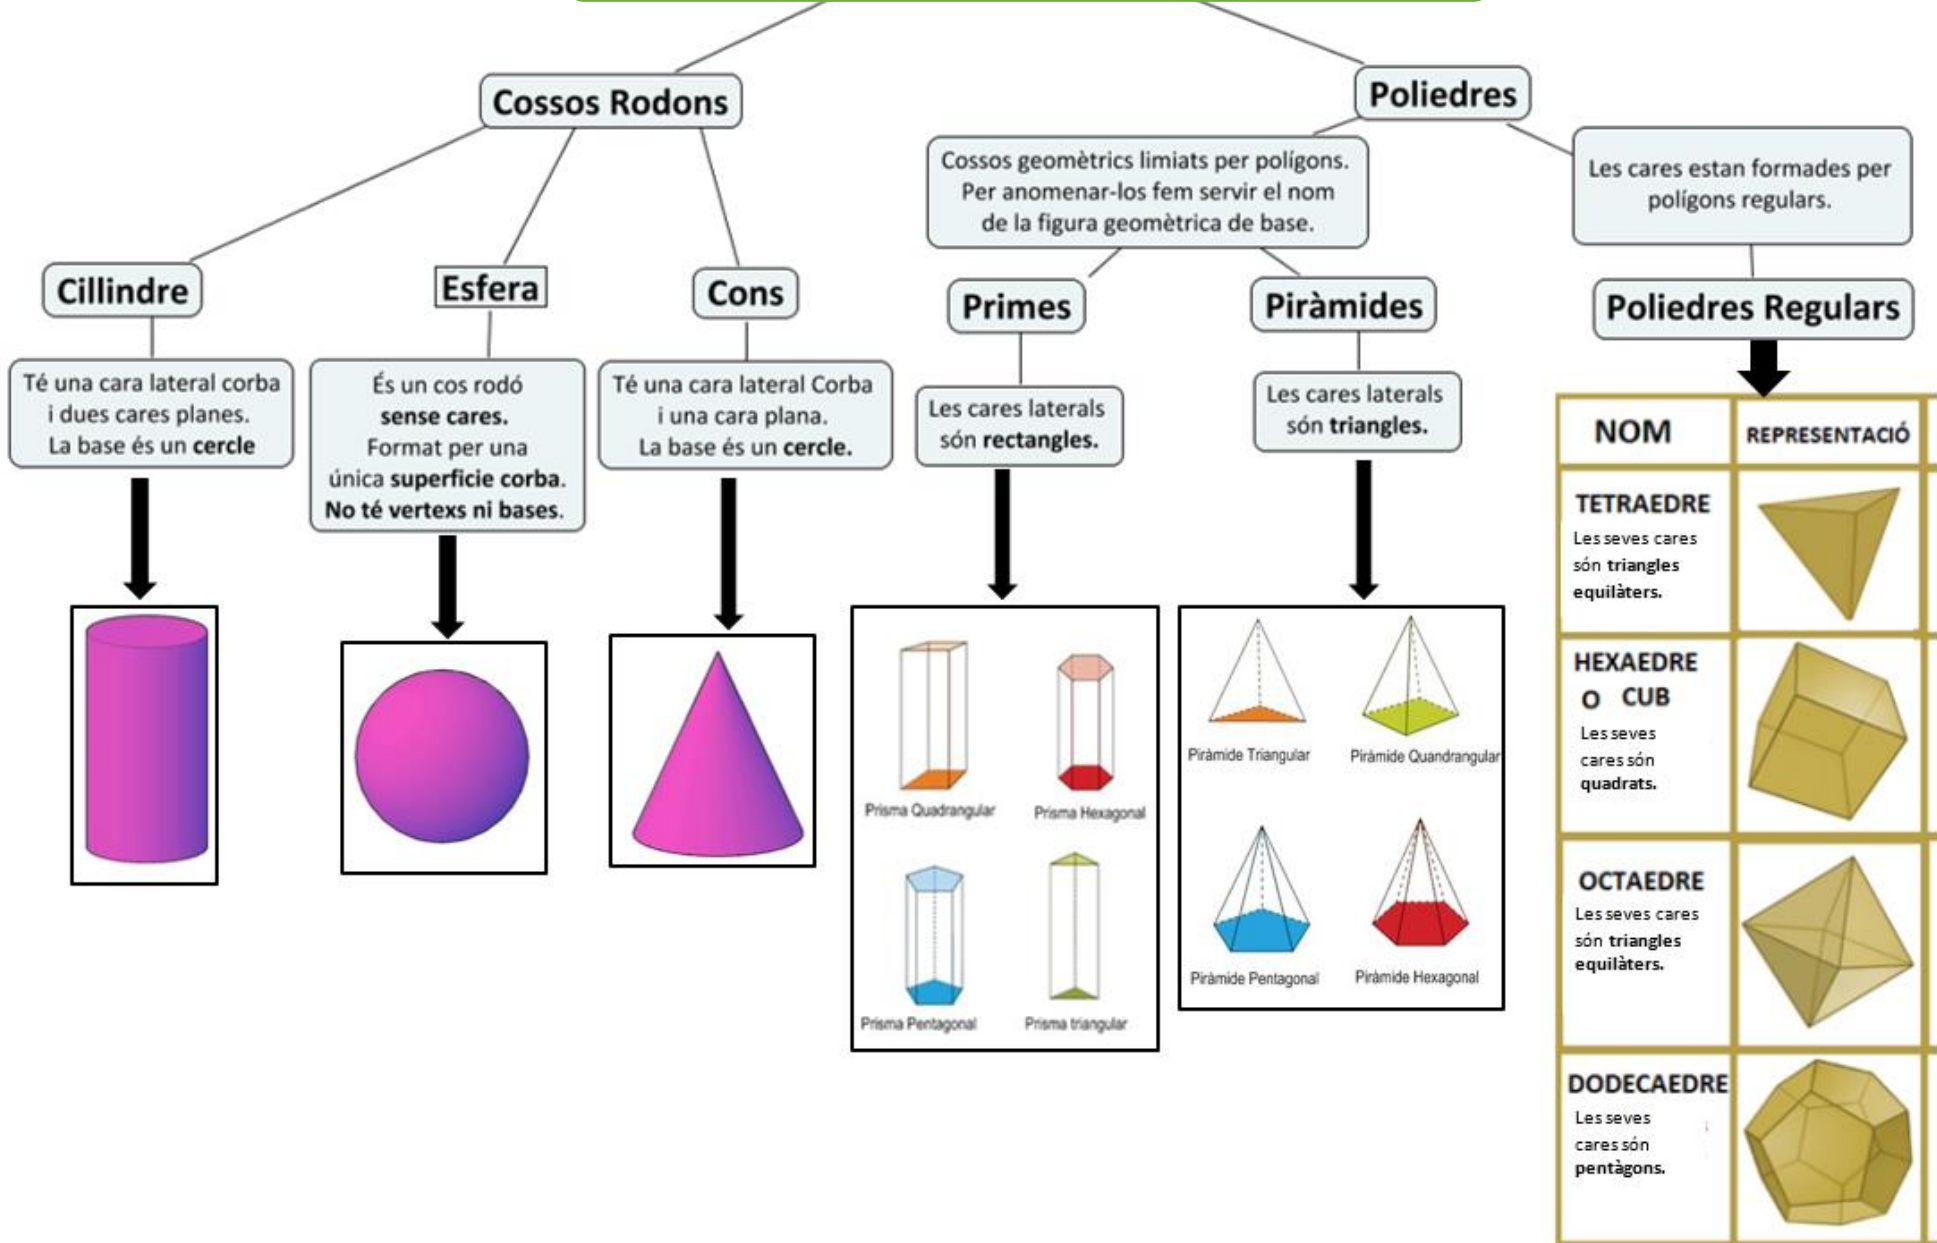 Cossos Rodons
Poliedres
Cossos geomètrics limiats per polígons.
Per anomenar-los fem servir el nom
de la figura geomètrica de base.
Les cares estan formades per
polígons regulars.
Cillindre
Esfera
Cons
Primes
Piràmides
Poliedres Regulars
Té una cara lateral corba
i dues cares planes.
La base és un cercle
És un cos rodó
sense cares.
Format per una
única superficie corba.
No té vertexs ni bases.
Té una cara lateral Corba
i una cara plana.
La base és un cercle.
Les cares laterals
són rectangles.
Les cares laterals
són triangles.
Prisma Quadrangular
Prisma Hexagonal
Prisma Pentagonal
Prisma triangular
Piràmide Triangular
Piràmide Quandrangular
Piràmide Pentagonal
Piràmide Hexagonal
NOM
REPRESENTACIÓ
TETRAEDRE
Les seves cares
són triangles
equilàters.
HEXAEDRE
O CUB
Les seves
cares són
quadrats.
OCTAEDRE
Les seves cares
són triangles
equilàters.
DODECAEDRE
Les seves
cares són
pentàgons.